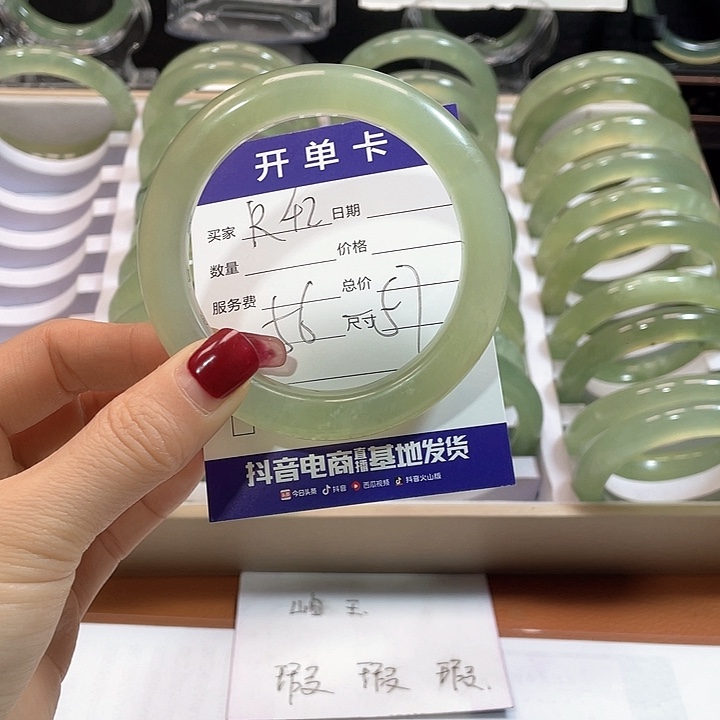 开单卡
买家 R42 日期
数量 价格
服务费 总价
56 尺寸 57
抖音电商直播基地发货
今日头条 抖音 西瓜视频 抖音火山版
岫玉
瑕 瑕 瑕.